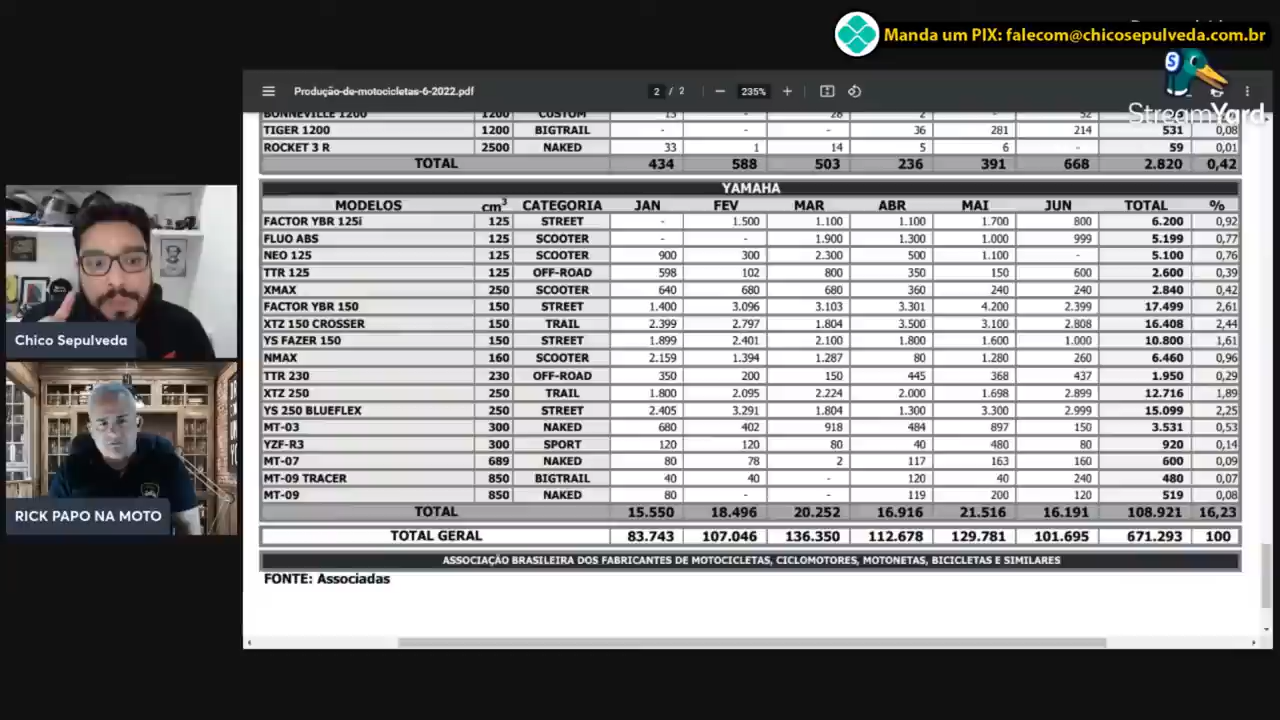 Manda um PIX: falecom@chicosepulveda.com.br
S
StreamYard
Produção-de-motocicletas-6-2022.pdf 2 / 2 235%
BONNEVILLE 1200 1200 CUSTOM 13 - 28 2 - 52
TIGER 1200 1200 BIGTRAIL - - - 36 281 214 531 0,08
ROCKET 3 R 2500 NAKED 33 1 14 5 6 - 59 0,01
TOTAL 434 588 503 236 391 668 2.820 0,42
YAMAHA
MODELOS cm³ CATEGORIA JAN FEV MAR ABR MAI JUN TOTAL %
FACTOR YBR 125i 125 STREET - 1.500 1.100 1.100 1.700 800 6.200 0,92
FLUO ABS 125 SCOOTER - - 1.900 1.300 1.000 999 5.199 0,77
NEO 125 125 SCOOTER 900 300 2.300 500 1.100 - 5.100 0,76
TTR 125 125 OFF-ROAD 598 102 800 350 150 600 2.600 0,39
XMAX 250 SCOOTER 640 680 680 360 240 240 2.840 0,42
FACTOR YBR 150 150 STREET 1.400 3.096 3.103 3.301 4.200 2.399 17.499 2,61
XTZ 150 CROSSER 150 TRAIL 2.399 2.797 1.804 3.500 3.100 2.808 16.408 2,44
YS FAZER 150 150 STREET 1.899 2.401 2.100 1.800 1.600 1.000 10.800 1,61
NMAX 160 SCOOTER 2.159 1.394 1.287 80 1.280 260 6.460 0,96
TTR 230 230 OFF-ROAD 350 200 150 445 368 437 1.950 0,29
XTZ 250 250 TRAIL 1.800 2.095 2.224 2.000 1.698 2.899 12.716 1,89
YS 250 BLUEFLEX 250 STREET 2.405 3.291 1.804 1.300 3.300 2.999 15.099 2,25
MT-03 300 NAKED 680 402 918 484 897 150 3.531 0,53
YZF-R3 300 SPORT 120 120 80 40 480 80 920 0,14
MT-07 689 NAKED 80 78 2 117 163 160 600 0,09
MT-09 TRACER 850 BIGTRAIL 40 40 - 120 40 240 480 0,07
MT-09 850 NAKED 80 - - 119 200 120 519 0,08
TOTAL 15.550 18.496 20.252 16.916 21.516 16.191 108.921 16,23
TOTAL GERAL 83.743 107.046 136.350 112.678 129.781 101.695 671.293 100
ASSOCIAÇÃO BRASILEIRA DOS FABRICANTES DE MOTOCICLETAS, CICLOMOTORES, MOTONETAS, BICICLETAS E SIMILARES
FONTE: Associadas
Chico Sepulveda
RICK PAPO NA MOTO